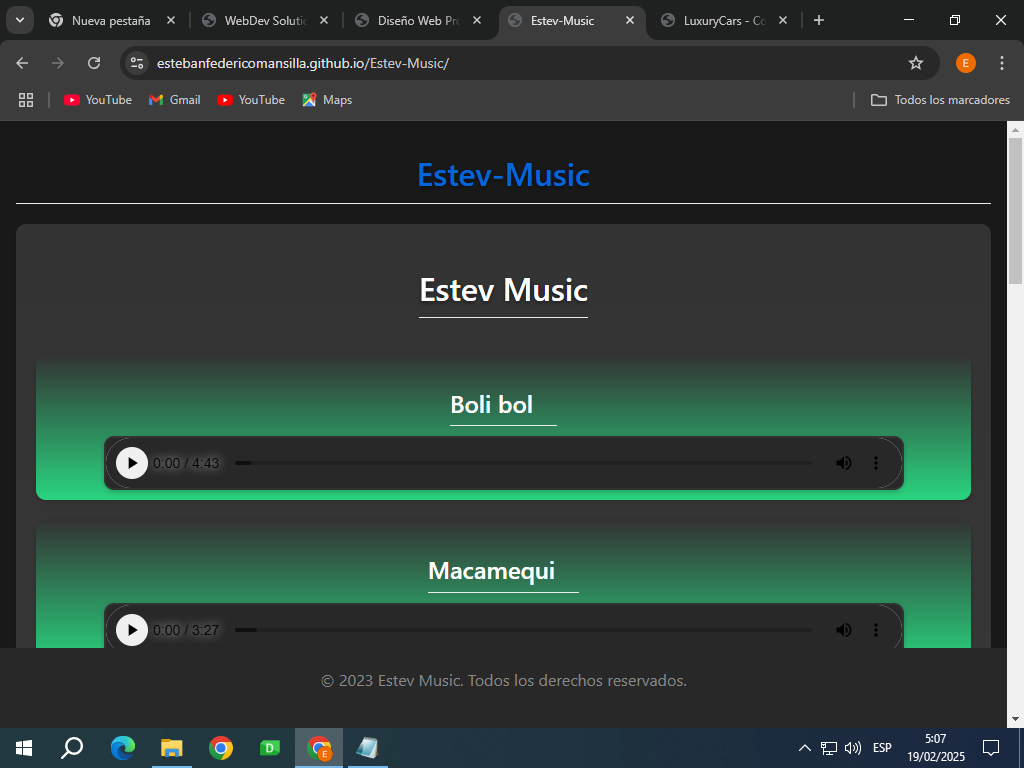 Nueva pestaña
WebDev Soluti
Diseño Web Pr
Estev-Music
LuxuryCars - Co
estebanfedericomansilla.github.io/Estev-Music/
E
YouTube
Gmail
YouTube
Maps
Todos los marcadores
Estev-Music
Estev Music
Boli bol
0:00 / 4:43
Macamequi
0:00 / 3:27
© 2023 Estev Music. Todos los derechos reservados.
D
E
ESP
5:07
19/02/2025